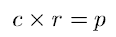 c × r = p